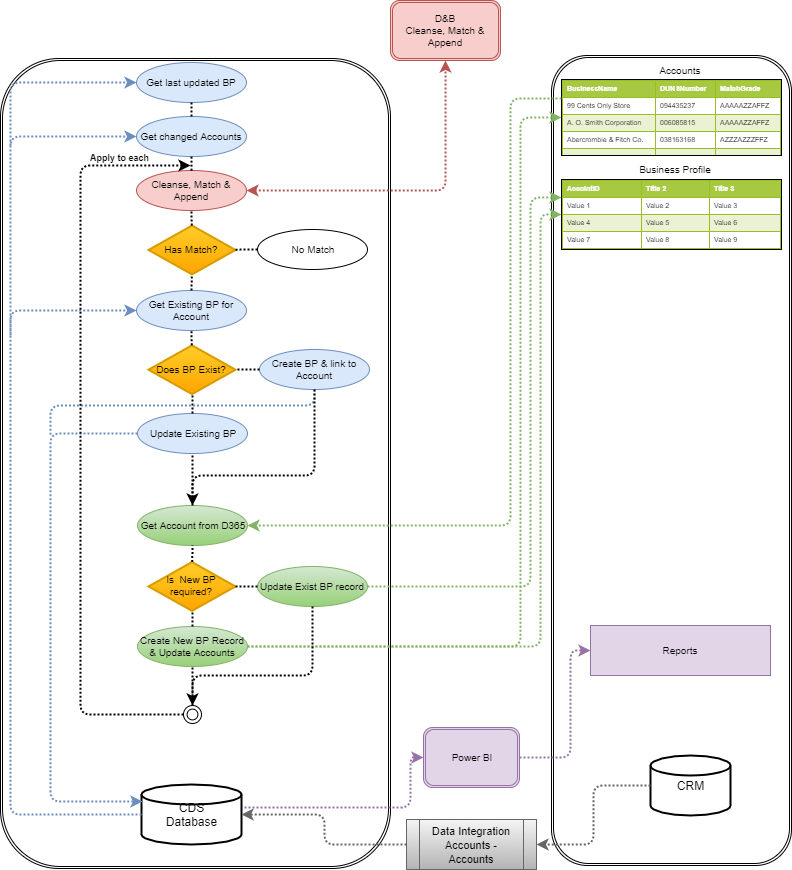 D&B
Cleanse, Match &
Append
Get last updated BP
Get changed Accounts
Apply to each
Cleanse, Match &
Append
Has Match?
No Match
Get Existing BP for
Account
Does BP Exist?
Create BP & link to
Account
Update Existing BP
Get Account from D365
Is New BP
required?
Update Exist BP record
Create New BP Record
& Update Accounts
CDS
Database
Power BI
Data Integration
Accounts -
Accounts
Accounts
BusinessName DUNSNumber MatchGrade
99 Cents Only Store 094435237 AAAAAZZAFFZ
A. O. Smith Corporation 006085815 AAAAAZZAFFZ
Abercrombie & Fitch Co. 038163168 AZZZAZZZFFZ
Business Profile
AccointID Title 2 Title 3
Value 1 Value 2 Value 3
Value 4 Value 5 Value 6
Value 7 Value 8 Value 9
Reports
CRM